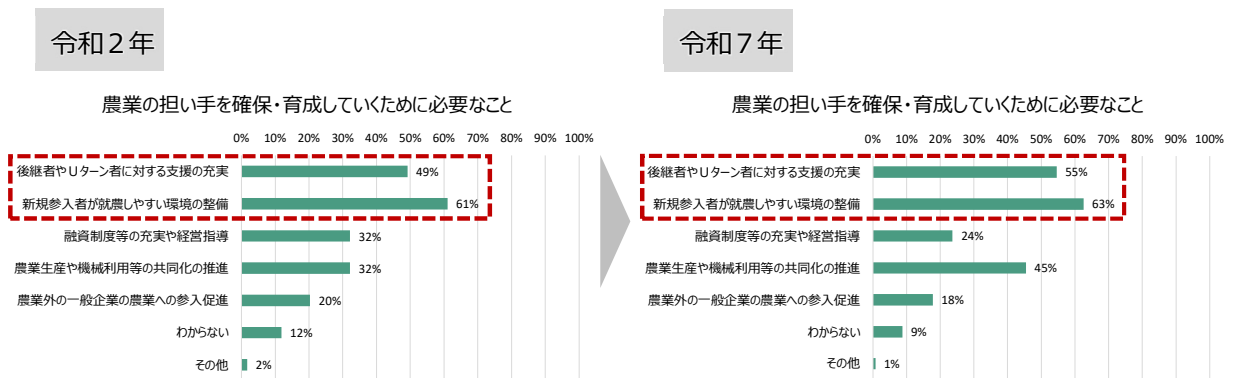 令和２年
農業の担い手を確保・育成していくために必要なこと
0% 10% 20% 30% 40% 50% 60% 70% 80% 90% 100%
後継者やＵターン者に対する支援の充実 49%
新規参入者が就農しやすい環境の整備 61%
融資制度等の充実や経営指導 32%
農業生産や機械利用等の共同化の推進 32%
農業外の一般企業の農業への参入促進 20%
わからない 12%
その他 2%
令和７年
農業の担い手を確保・育成していくために必要なこと
0% 10% 20% 30% 40% 50% 60% 70% 80% 90% 100%
後継者やＵターン者に対する支援の充実 55%
新規参入者が就農しやすい環境の整備 63%
融資制度等の充実や経営指導 24%
農業生産や機械利用等の共同化の推進 45%
農業外の一般企業の農業への参入促進 18%
わからない 9%
その他 1%